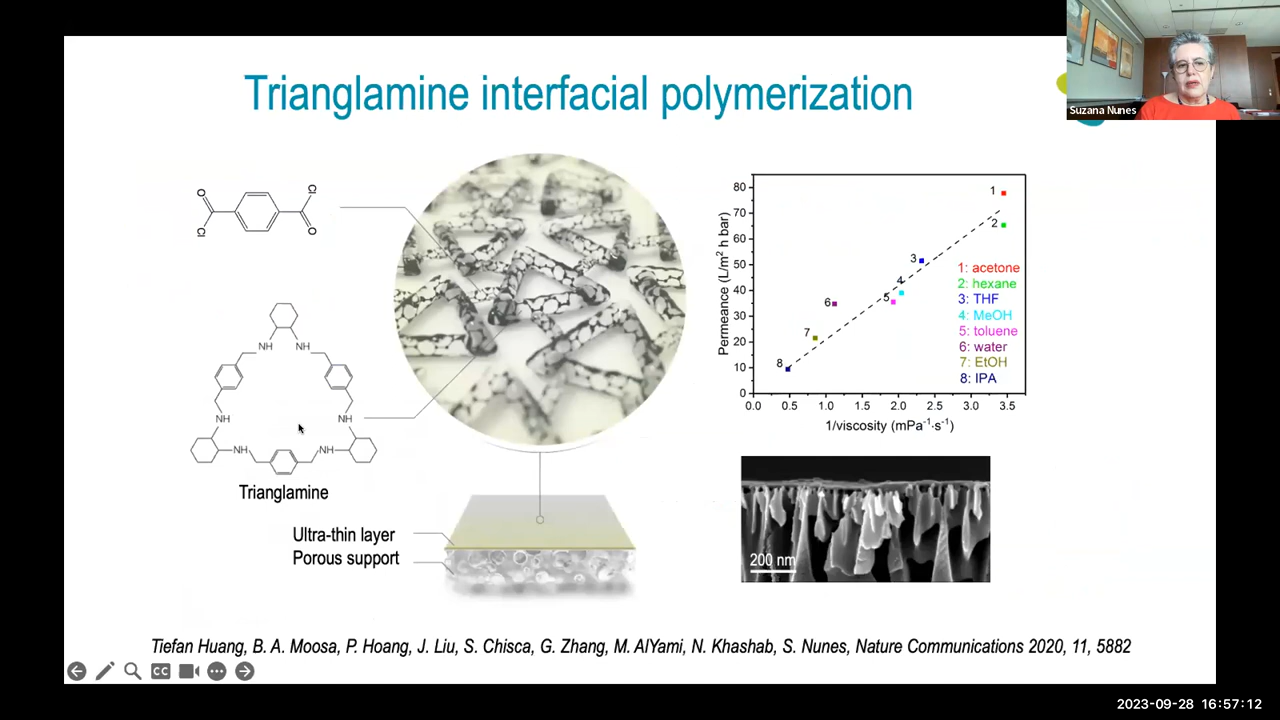 Suzana Nunes
Trianglamine interfacial polymerization
O
Cl
Cl
O
NH
NH
NH
NH
NH
NH
Trianglamine
Ultra-thin layer
Porous support
Permeance (L/m² h bar)
80
70
60
50
40
30
20
10
0
0.0 0.5 1.0 1.5 2.0 2.5 3.0 3.5
1/viscosity (mPa⁻¹·s⁻¹)
1
2
3
4
5
6
7
8
1: acetone
2: hexane
3: THF
4: MeOH
5: toluene
6: water
7: EtOH
8: IPA
200 nm
Tiefan Huang, B. A. Moosa, P. Hoang, J. Liu, S. Chisca, G. Zhang, M. AlYami, N. Khashab, S. Nunes, Nature Communications 2020, 11, 5882
CC
2023-09-28 16:57:12